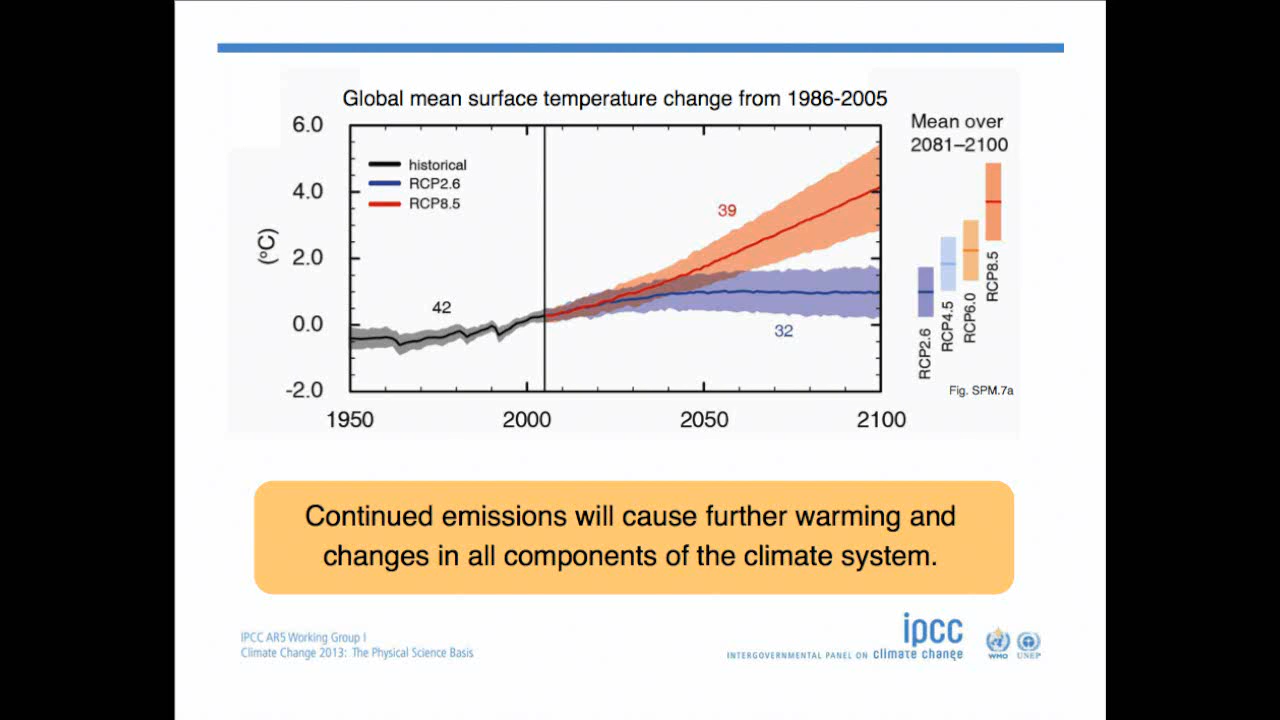 Global mean surface temperature change from 1986-2005
Mean over
2081–2100
6.0
4.0
2.0
0.0
-2.0
(°C)
historical
RCP2.6
RCP8.5
42
39
32
RCP2.6
RCP4.5
RCP6.0
RCP8.5
Fig. SPM.7a
1950
2000
2050
2100
Continued emissions will cause further warming and
changes in all components of the climate system.
IPCC AR5 Working Group I
Climate Change 2013: The Physical Science Basis
ipcc
INTERGOVERNMENTAL PANEL ON climate change
WMO
UNEP